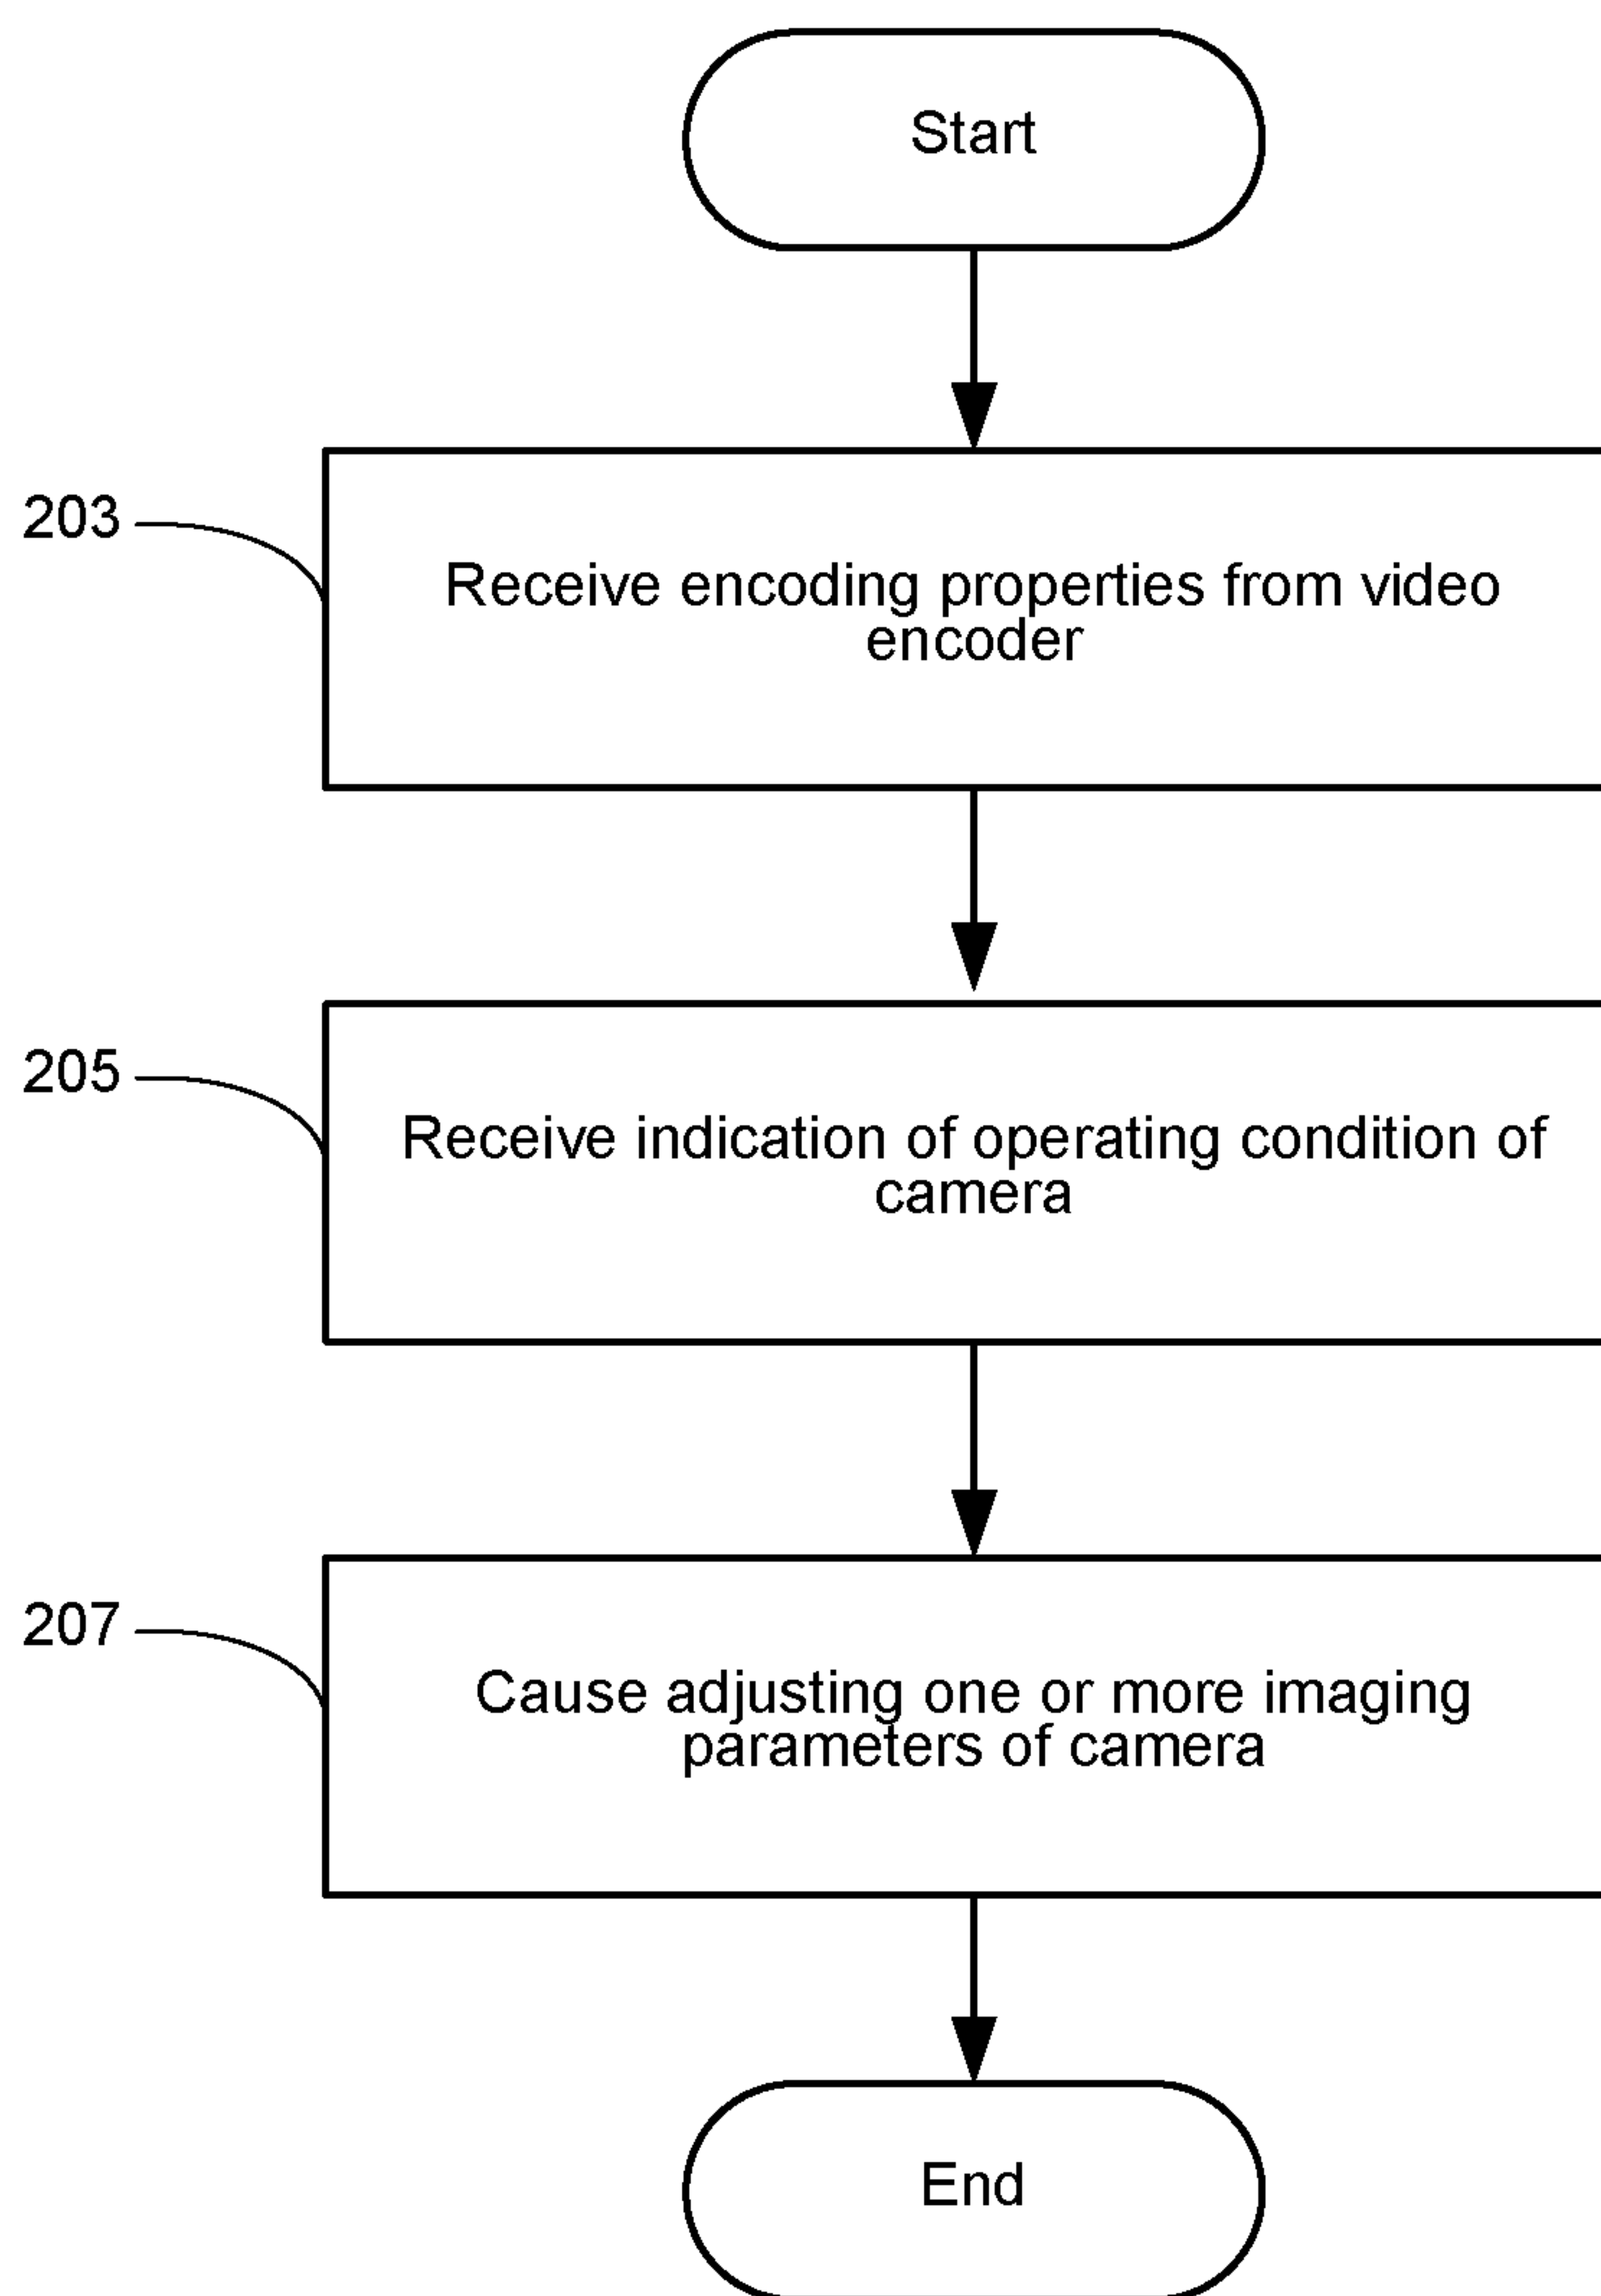 Start
203
Receive encoding properties from video
encoder
205
Receive indication of operating condition of
camera
207
Cause adjusting one or more imaging
parameters of camera
End